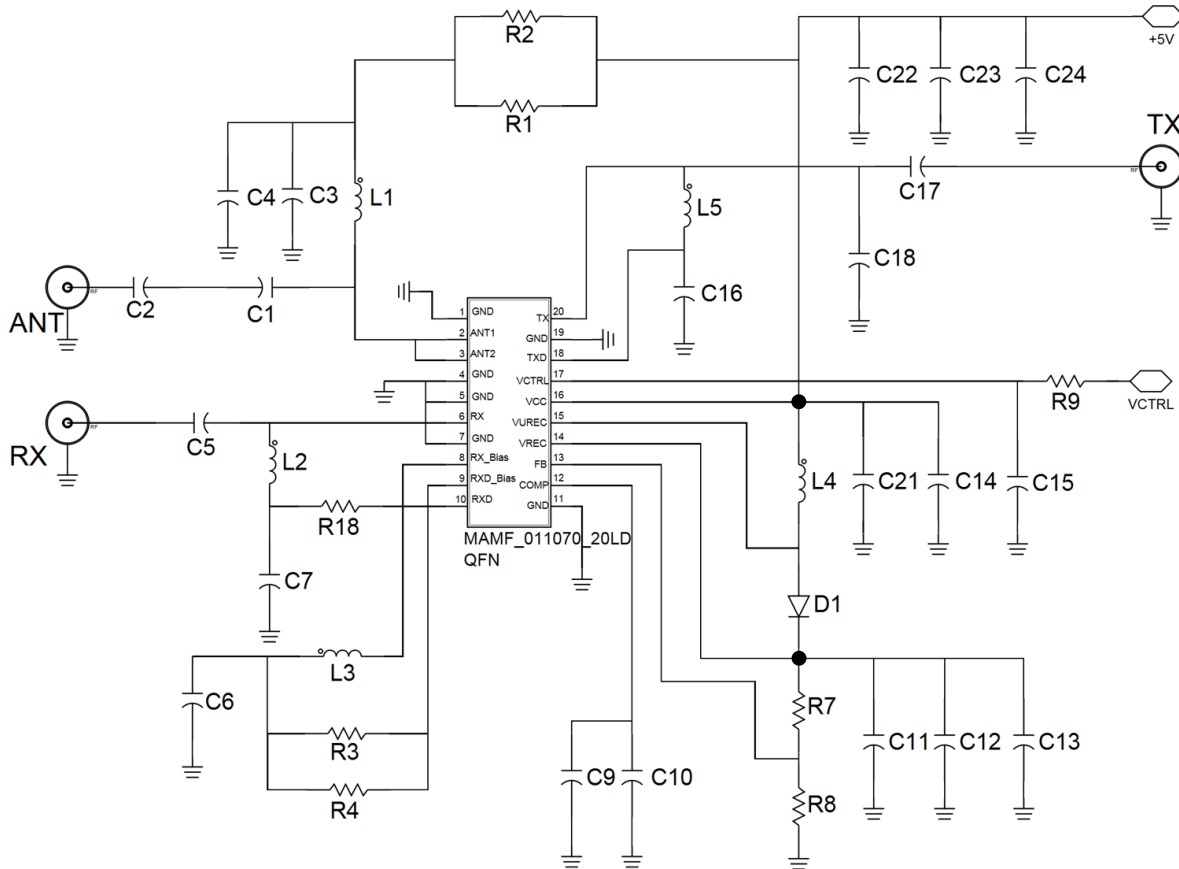 R2
+5V
C22
C23
C24
R1
TX
RF
C17
C4
C3
L1
L5
C18
RF
C16
C2
C1
ANT
1
GND
TX
20
2
ANT1
GND
19
3
ANT2
TXD
18
4
GND
VCTRL
17
5
GND
VCC
16
6
RX
VUREC
15
7
GND
VREC
14
8
RX_Bias
FB
13
9
RXD_Bias
COMP
12
10
RXD
GND
11
MAMF_011070_20LD
QFN
R9
VCTRL
RF
RX
C5
L2
R18
C7
L4
C21
C14
C15
D1
L3
C6
R3
R4
C9
C10
R7
R8
C11
C12
C13